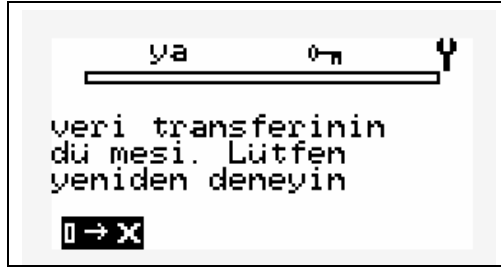 ya
veri transferinin
dü mesi. Lütfen
yeniden deneyin